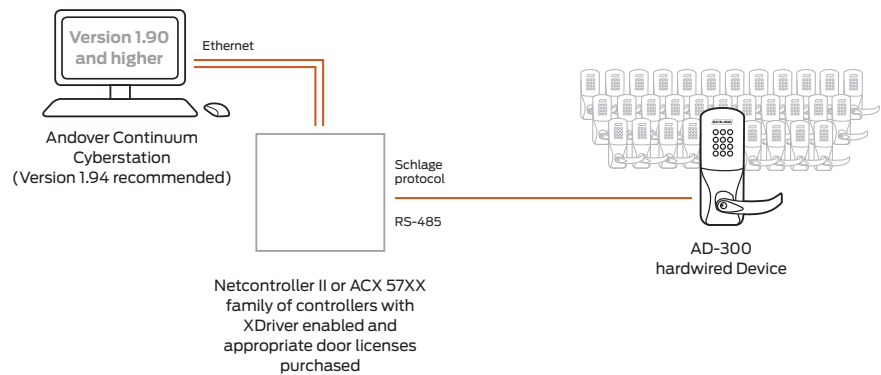 Version 1.90
and higher
Ethernet
Andover Continuum
Cyberstation
(Version 1.94 recommended)
Schlage
protocol
RS-485
Netcontroller II or ACX 57XX
family of controllers with
XDriver enabled and
appropriate door licenses
purchased
SCHLAGE
AD-300
hardwired Device